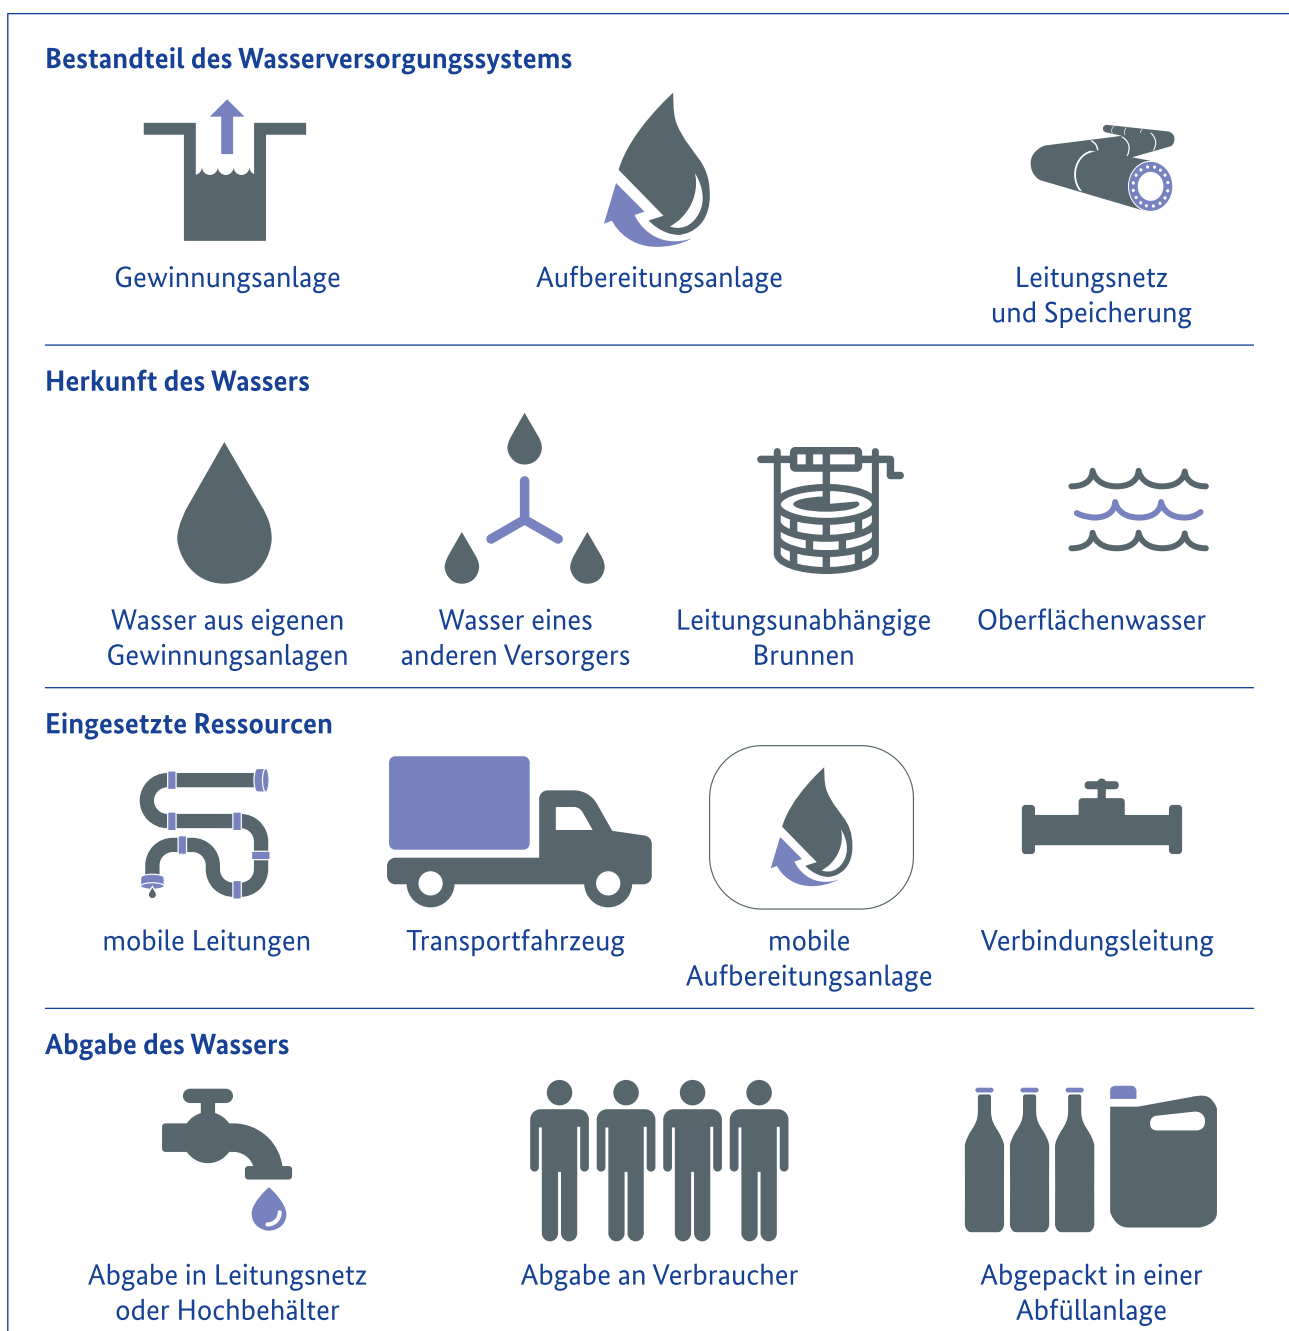 Bestandteil des Wasserversorgungssystems
Gewinnungsanlage
Aufbereitungsanlage
Leitungsnetz
und Speicherung
Herkunft des Wassers
Wasser aus eigenen
Gewinnungsanlagen
Wasser eines
anderen Versorgers
Leitungsunabhängige
Brunnen
Oberflächenwasser
Eingesetzte Ressourcen
mobile Leitungen
Transportfahrzeug
mobile
Aufbereitungsanlage
Verbindungsleitung
Abgabe des Wassers
Abgabe in Leitungsnetz
oder Hochbehälter
Abgabe an Verbraucher
Abgepackt in einer
Abfüllanlage